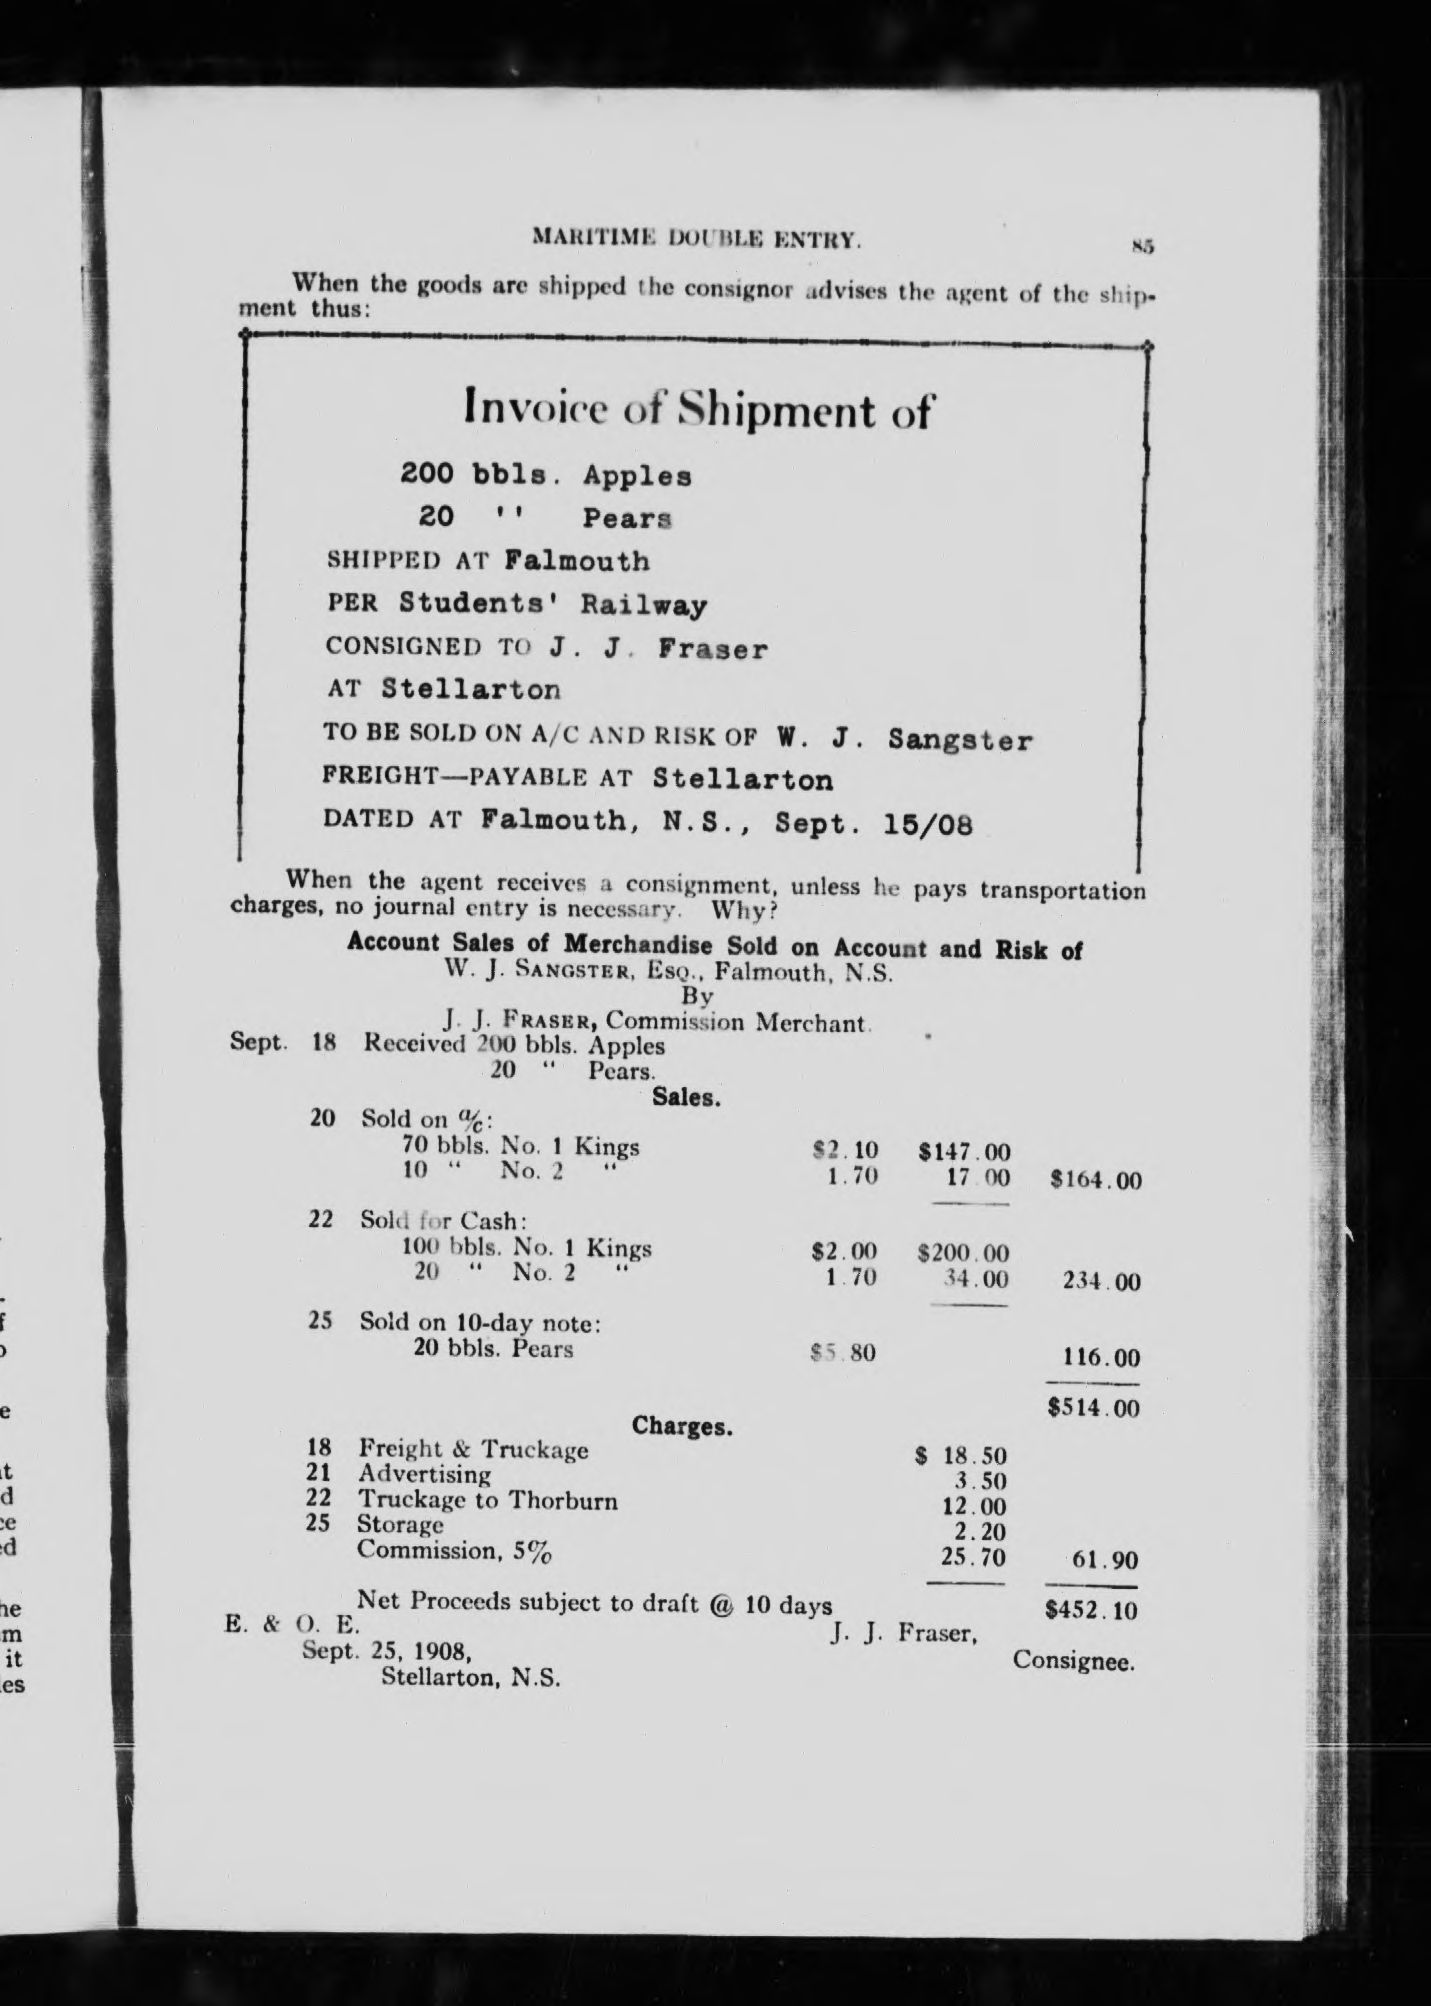 MARITIME DOUBLE ENTRY. 85
When the goods are shipped the consignor advises the agent of the ship-
ment thus:
Invoice of Shipment of
200 bbls. Apples
20 '' Pears
SHIPPED AT Falmouth
PER Students' Railway
CONSIGNED TO J. J. Fraser
AT Stellarton
TO BE SOLD ON A/C AND RISK OF W. J. Sangster
FREIGHT—PAYABLE AT Stellarton
DATED AT Falmouth, N.S., Sept. 15/08
When the agent receives a consignment, unless he pays transportation
charges, no journal entry is necessary. Why?
Account Sales of Merchandise Sold on Account and Risk of
W. J. SANGSTER, ESQ., Falmouth, N.S.
By
J. J. FRASER, Commission Merchant.
Sept. 18 Received 200 bbls. Apples
20 " Pears.
Sales.
20 Sold on a/c:
70 bbls. No. 1 Kings $2.10 $147.00
10 " No. 2 " 1.70 17 00 $164.00
22 Sold for Cash:
100 bbls. No. 1 Kings $2.00 $200.00
20 " No. 2 " 1.70 34.00 234.00
25 Sold on 10-day note:
20 bbls. Pears $5.80 116.00
$514.00
Charges.
18 Freight & Truckage $ 18.50
21 Advertising 3.50
22 Truckage to Thorburn 12.00
25 Storage 2.20
Commission, 5% 25.70 61.90
Net Proceeds subject to draft @ 10 days $452.10
E. & O. E. J. J. Fraser,
Sept. 25, 1908, Consignee.
Stellarton, N.S.